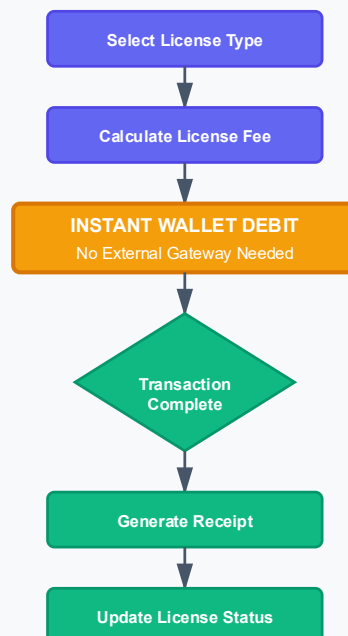 Select License Type
Calculate License Fee
INSTANT WALLET DEBIT
No External Gateway Needed
Transaction
Complete
Generate Receipt
Update License Status